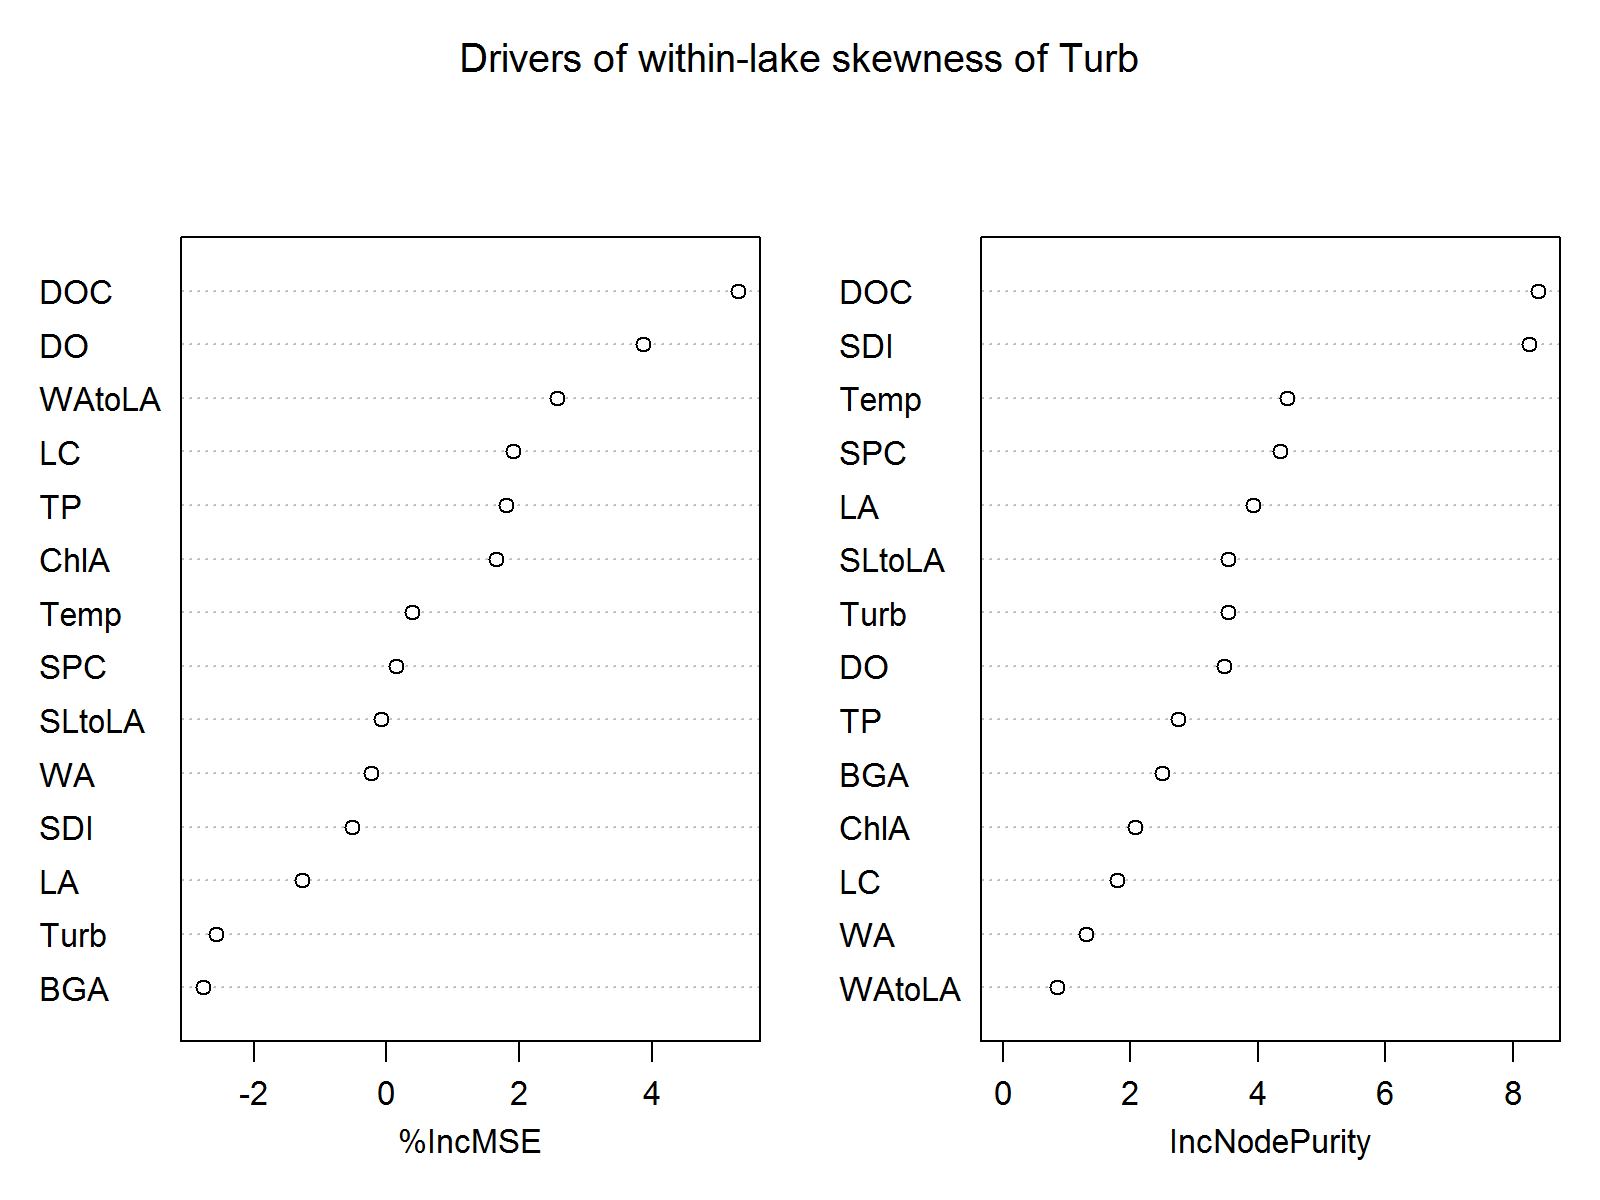 Drivers of within-lake skewness of Turb
DOC
DO
WAtoLA
LC
TP
ChlA
Temp
SPC
SLtoLA
WA
SDI
LA
Turb
BGA
-2 0 2 4
%IncMSE
DOC
SDI
Temp
SPC
LA
SLtoLA
Turb
DO
TP
BGA
ChlA
LC
WA
WAtoLA
0 2 4 6 8
IncNodePurity